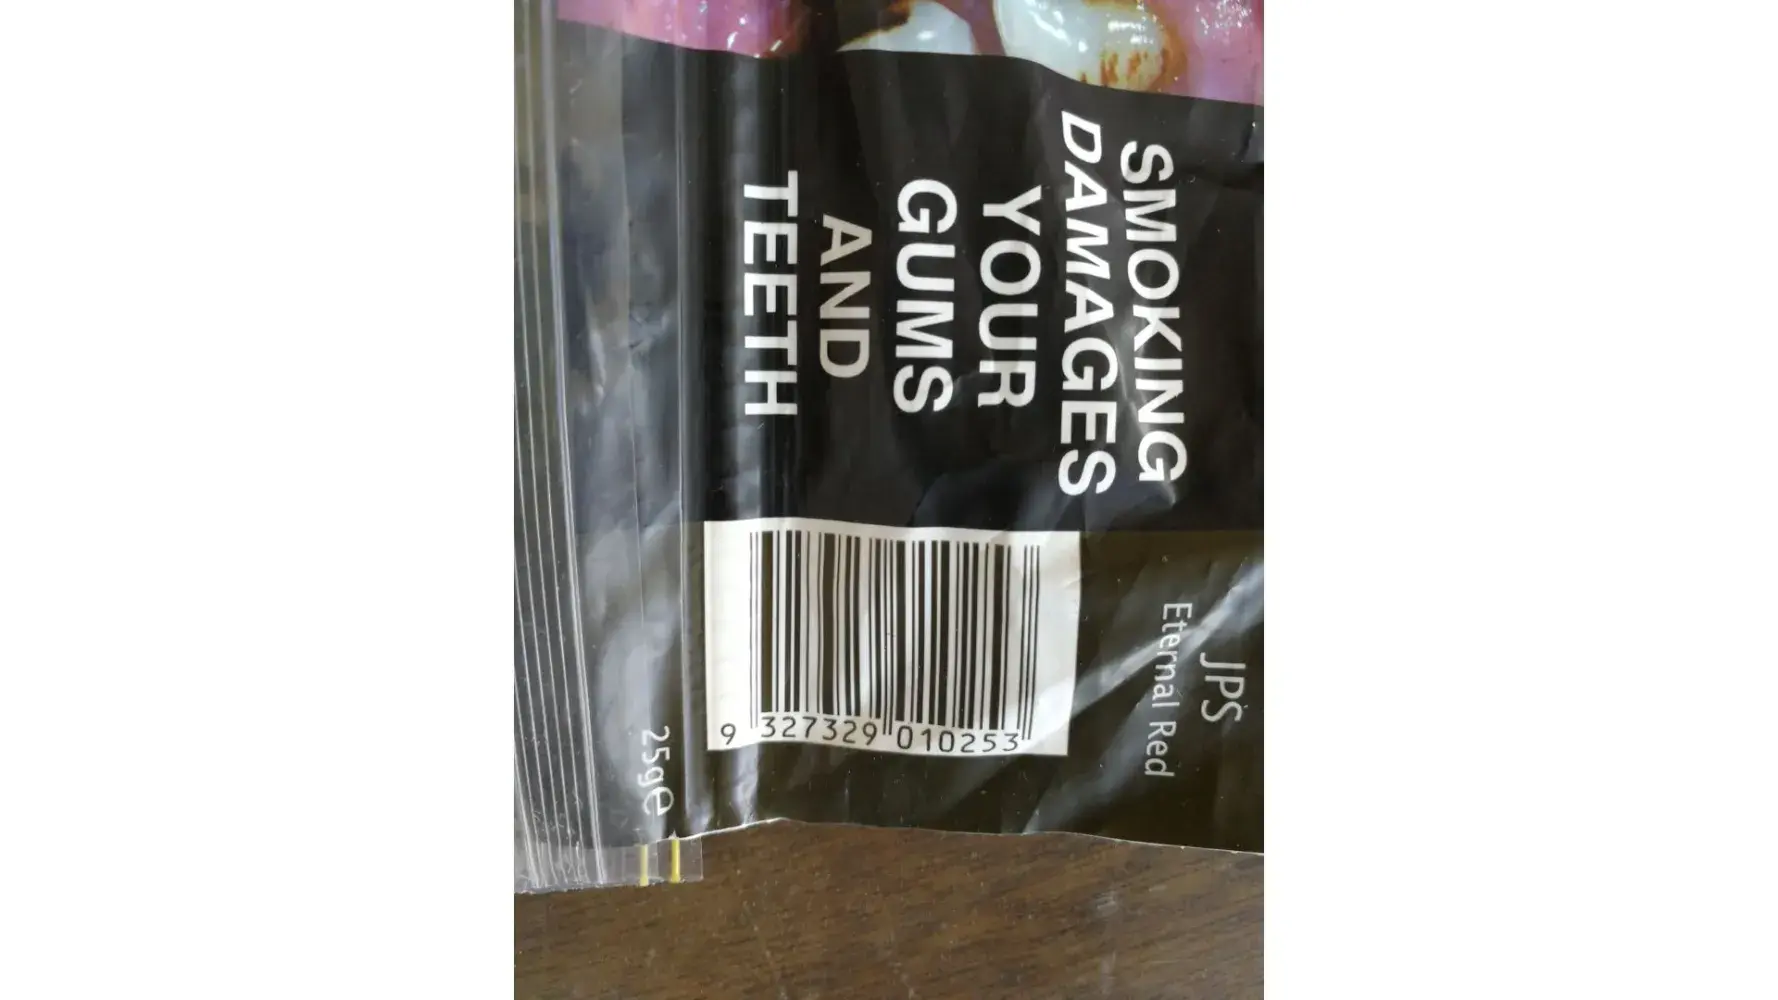 SMOKING
DAMAGES
YOUR
GUMS
AND
TEETH
JPS
Eternal Red
9 327329 010253
25g℮